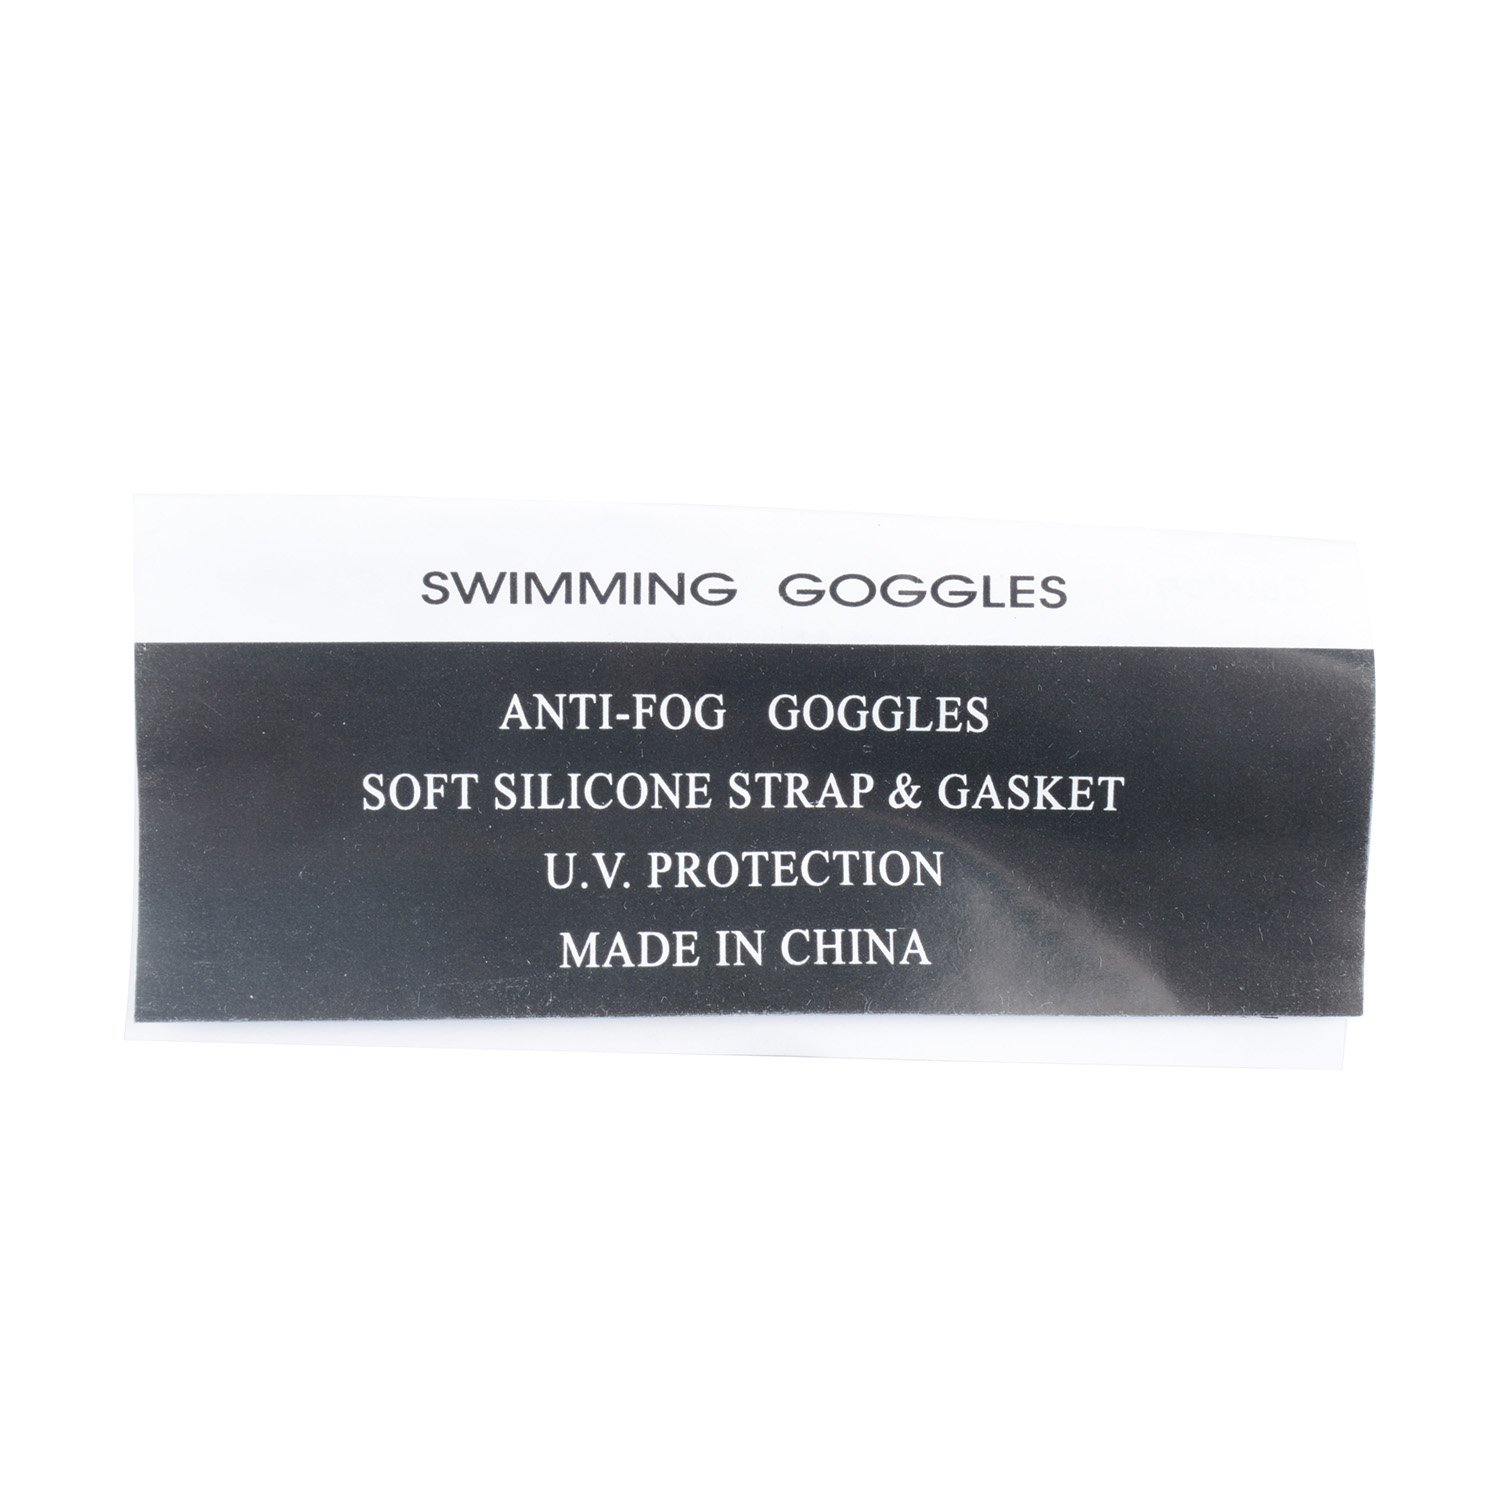 SWIMMING GOGGLES
ANTI-FOG GOGGLES
SOFT SILICONE STRAP & GASKET
U.V. PROTECTION
MADE IN CHINA